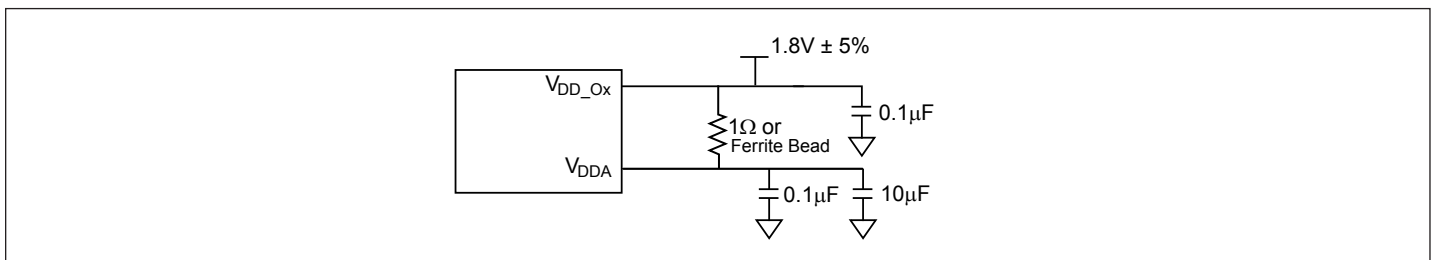 1.8V ± 5%
VDD_Ox
0.1μF
1Ω or
Ferrite Bead
VDDA
0.1μF
10μF